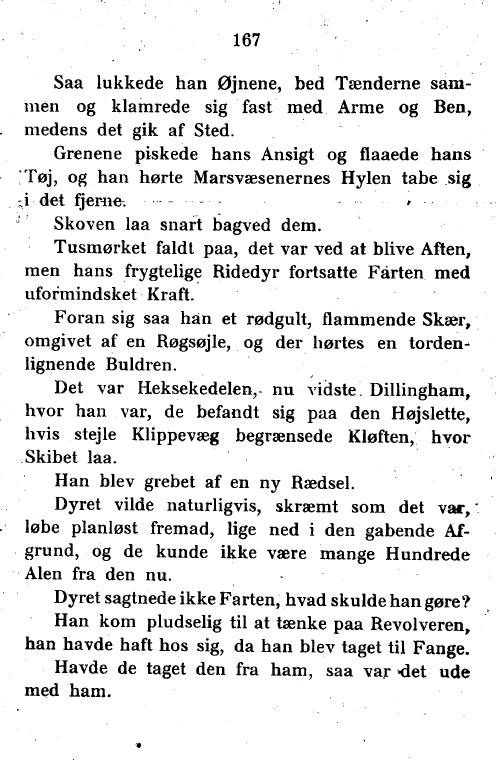 167
Saa lukkede han Øjnene, bed Tænderne sam-
men og klamrede sig fast med Arme og Ben,
medens det gik af Sted.
Grenene piskede hans Ansigt og flaaede hans
Tøj, og han hørte Marsvæsenernes Hylen tabe sig
i det fjerne.
Skoven laa snart bagved dem.
Tusmørket faldt paa, det var ved at blive Aften,
men hans frygtelige Ridedyr fortsatte Farten med
uformindsket Kraft.
Foran sig saa han et rødgult, flammende Skær,
omgivet af en Røgsøjle, og der hørtes en torden-
lignende Buldren.
Det var Heksekedelen, nu vidste Dillingham,
hvor han var, de befandt sig paa den Højslette,
hvis stejle Klippevæg begrænsede Kløften, hvor
Skibet laa.
Han blev grebet af en ny Rædsel.
Dyret vilde naturligvis, skræmt som det var,
løbe planløst fremad, lige ned i den gabende Af-
grund, og de kunde ikke være mange Hundrede
Alen fra den nu.
Dyret sagtnede ikke Farten, hvad skulde han gøre?
Han kom pludselig til at tænke paa Revolveren,
han havde haft hos sig, da han blev taget til Fange.
Havde de taget den fra ham, saa var det ude
med ham.